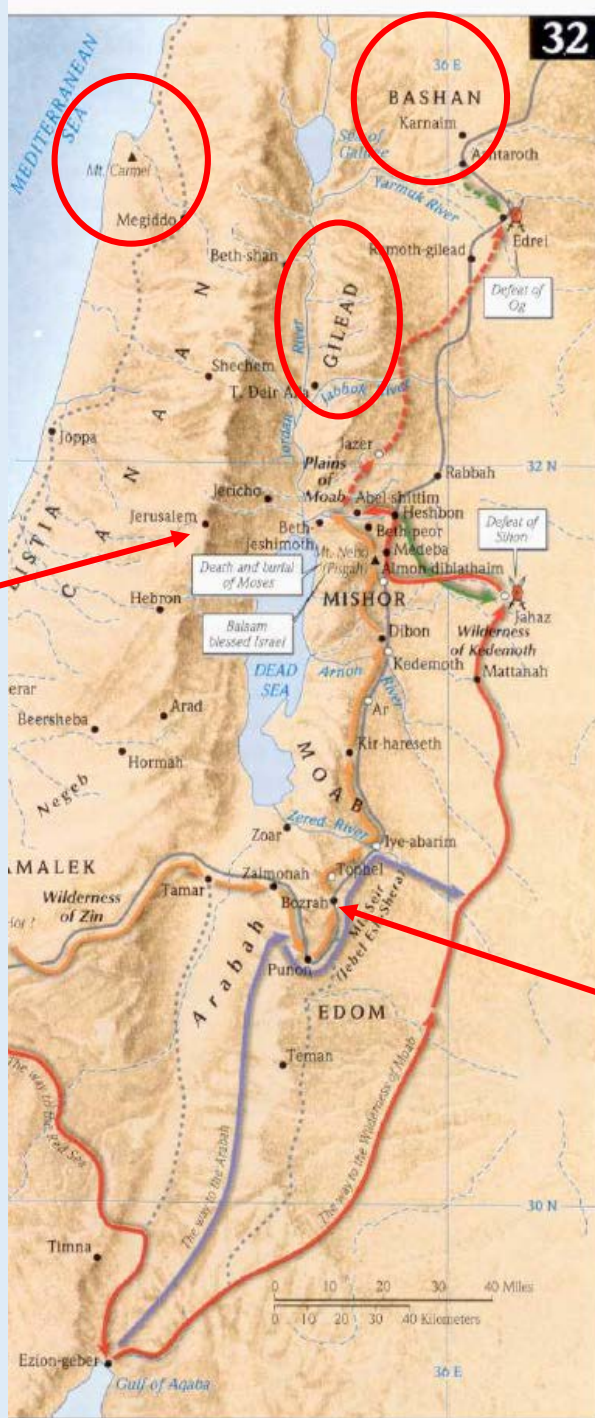 32
36 E
BASHAN
Karnaim
MEDITERRANEAN
SEA
Sea of
Galilee
Ashtaroth
Mt. Carmel
Yarmuk River
Megiddo
Edrei
Beth-shan
Ramoth-gilead
Defeat of
Og
CANAAN
GILEAD
River
Shechem
T. Deir Alla
Jabbok River
Jordan
Jazer
Joppa
32 N
Plains
of
Moab
Rabbah
Jericho
Abel-shittim
Heshbon
Jerusalem
Beth-
jeshimoth
Beth-peor
Defeat of
Sihon
LISTIA
Mt. Nebo
(Pisgah)
Medeba
Death and burial
of Moses
Almon-diblathaim
MISHOR
Jahaz
Hebron
Balaam
blessed Israel
Dibon
Wilderness
of Kedemoth
Kedemoth
DEAD
SEA
Arnon
River
Mattanah
erar
Arad
Ar
Beersheba
Kir-hareseth
Hormah
MOAB
Negeb
Zered River
Zoar
Iye-abarim
AMALEK
Tophel
Zalmonah
Tamar
Wilderness
of Zin
Bozrah
Mt. Seir
Arabah
Punon
EDOM
Teman
The way to the Red Sea
The way to the Arabah
The way to the Wilderness of Moab
30 N
Timna
0 10 20 40 Miles
0 10 20 30 40 Kilometers
Ezion-geber
Gulf of Aqaba
36 E